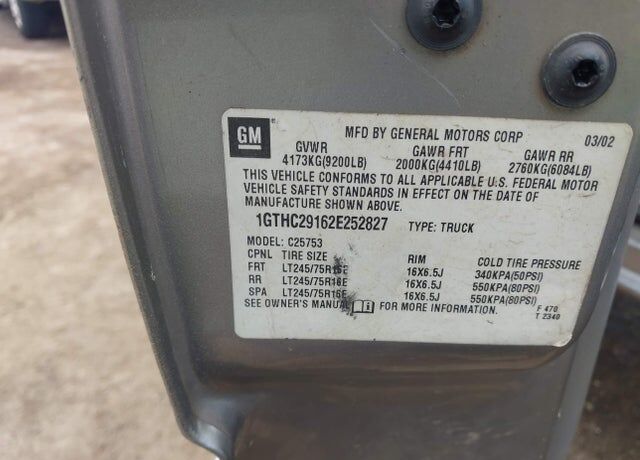 GM MFD BY GENERAL MOTORS CORP 03/02
GVWR GAWR FRT GAWR RR
4173KG(9200LB) 2000KG(4410LB) 2760KG(6084LB)
THIS VEHICLE CONFORMS TO ALL APPLICABLE U.S. FEDERAL MOTOR
VEHICLE SAFETY STANDARDS IN EFFECT ON THE DATE OF
MANUFACTURE SHOWN ABOVE.
1GTHC29162E252827 TYPE: TRUCK
MODEL: C25753
CPNL TIRE SIZE RIM COLD TIRE PRESSURE
FRT LT245/75R16E 16X6.5J 340KPA(50PSI)
RR LT245/75R16E 16X6.5J 550KPA(80PSI)
SPA LT245/75R16E 16X6.5J 550KPA(80PSI)
SEE OWNER'S MANUAL FOR MORE INFORMATION.
F 470
T 2340